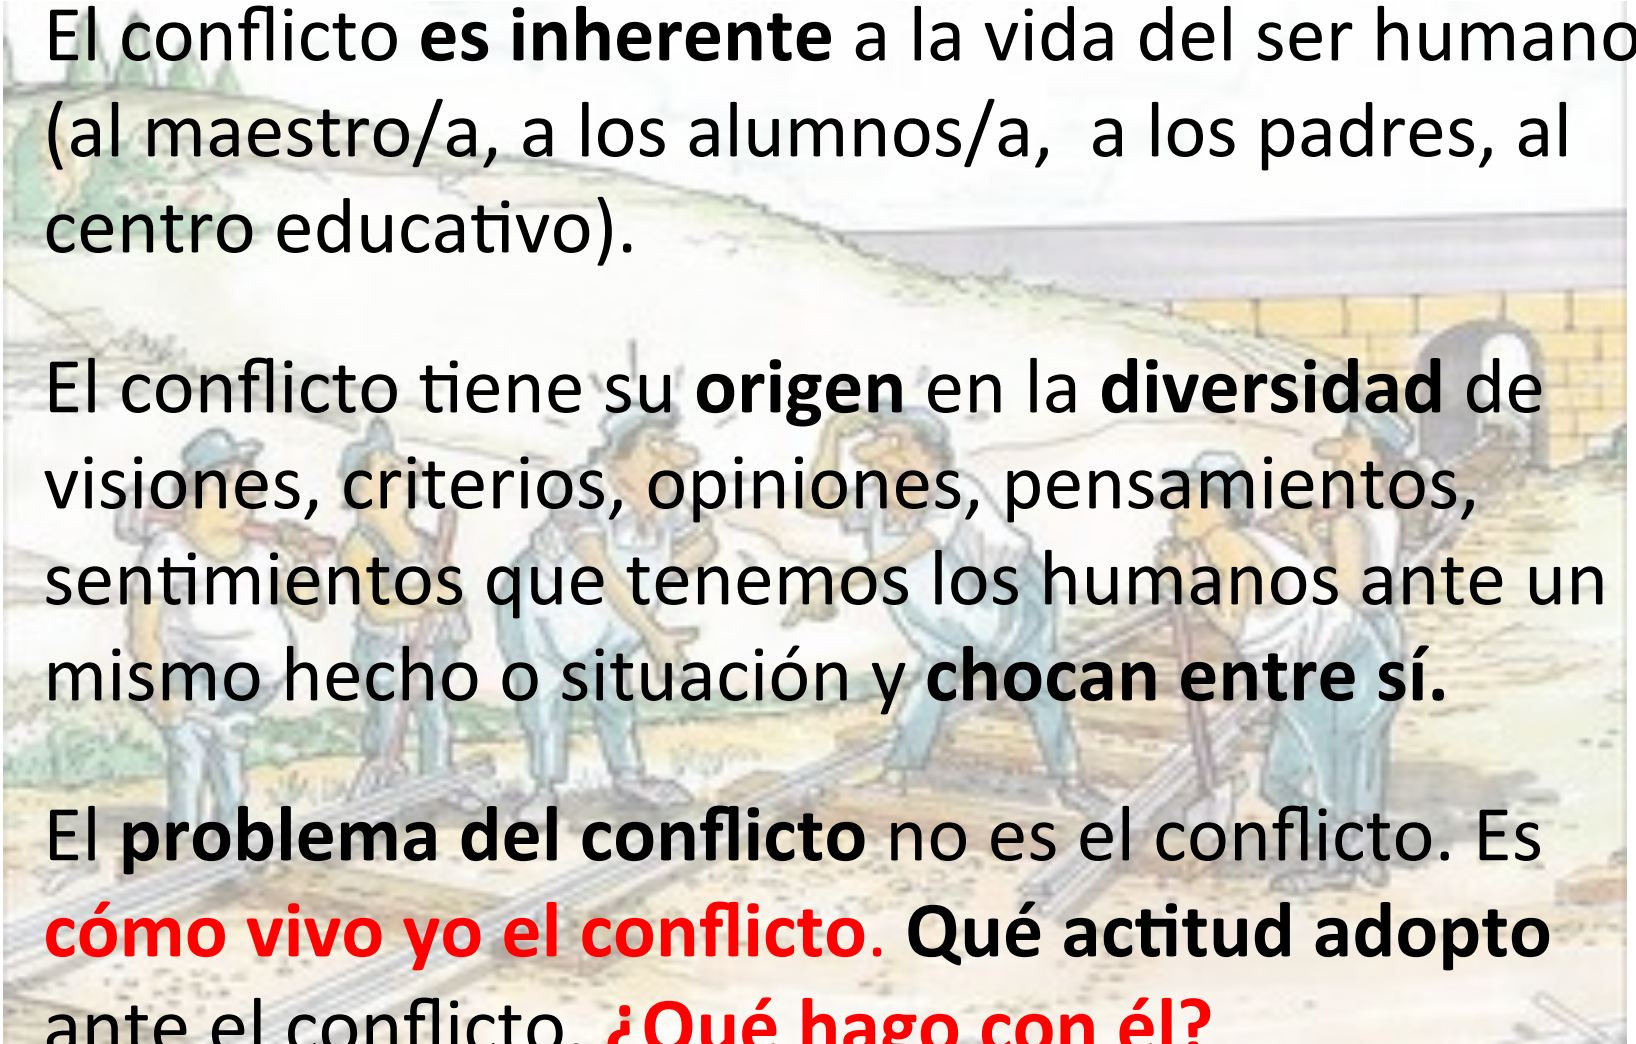 El conflicto es inherente a la vida del ser humano
(al maestro/a, a los alumnos/a, a los padres, al
centro educativo).
El conflicto tiene su origen en la diversidad de
visiones, criterios, opiniones, pensamientos,
sentimientos que tenemos los humanos ante un
mismo hecho o situación y chocan entre sí.
El problema del conflicto no es el conflicto. Es
cómo vivo yo el conflicto. Qué actitud adopto
ante el conflicto. ¿Qué hago con él?